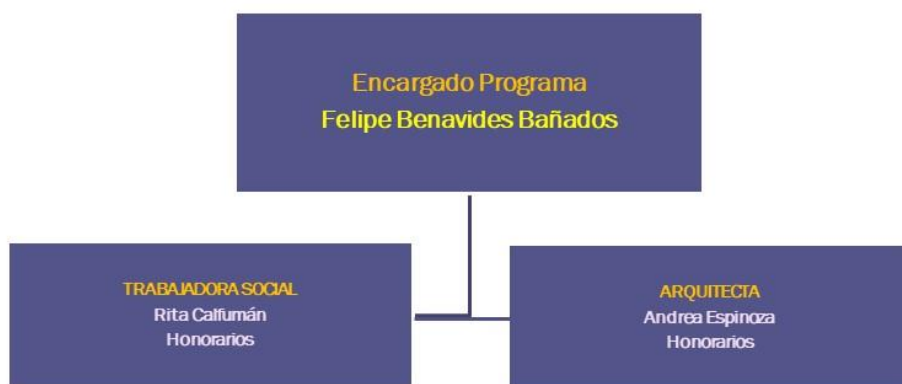 Encargado Programa
Felipe Benavides Bañados
TRABAJADORA SOCIAL
Rita Calfumán
Honorarios
ARQUITECTA
Andrea Espinoza
Honorarios